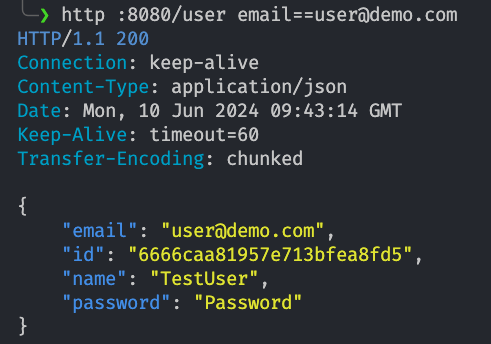 ❯ http :8080/user email==user@demo.com
HTTP/1.1 200
Connection: keep-alive
Content-Type: application/json
Date: Mon, 10 Jun 2024 09:43:14 GMT
Keep-Alive: timeout=60
Transfer-Encoding: chunked

{
    "email": "user@demo.com",
    "id": "6666caa81957e713bfea8fd5",
    "name": "TestUser",
    "password": "Password"
}